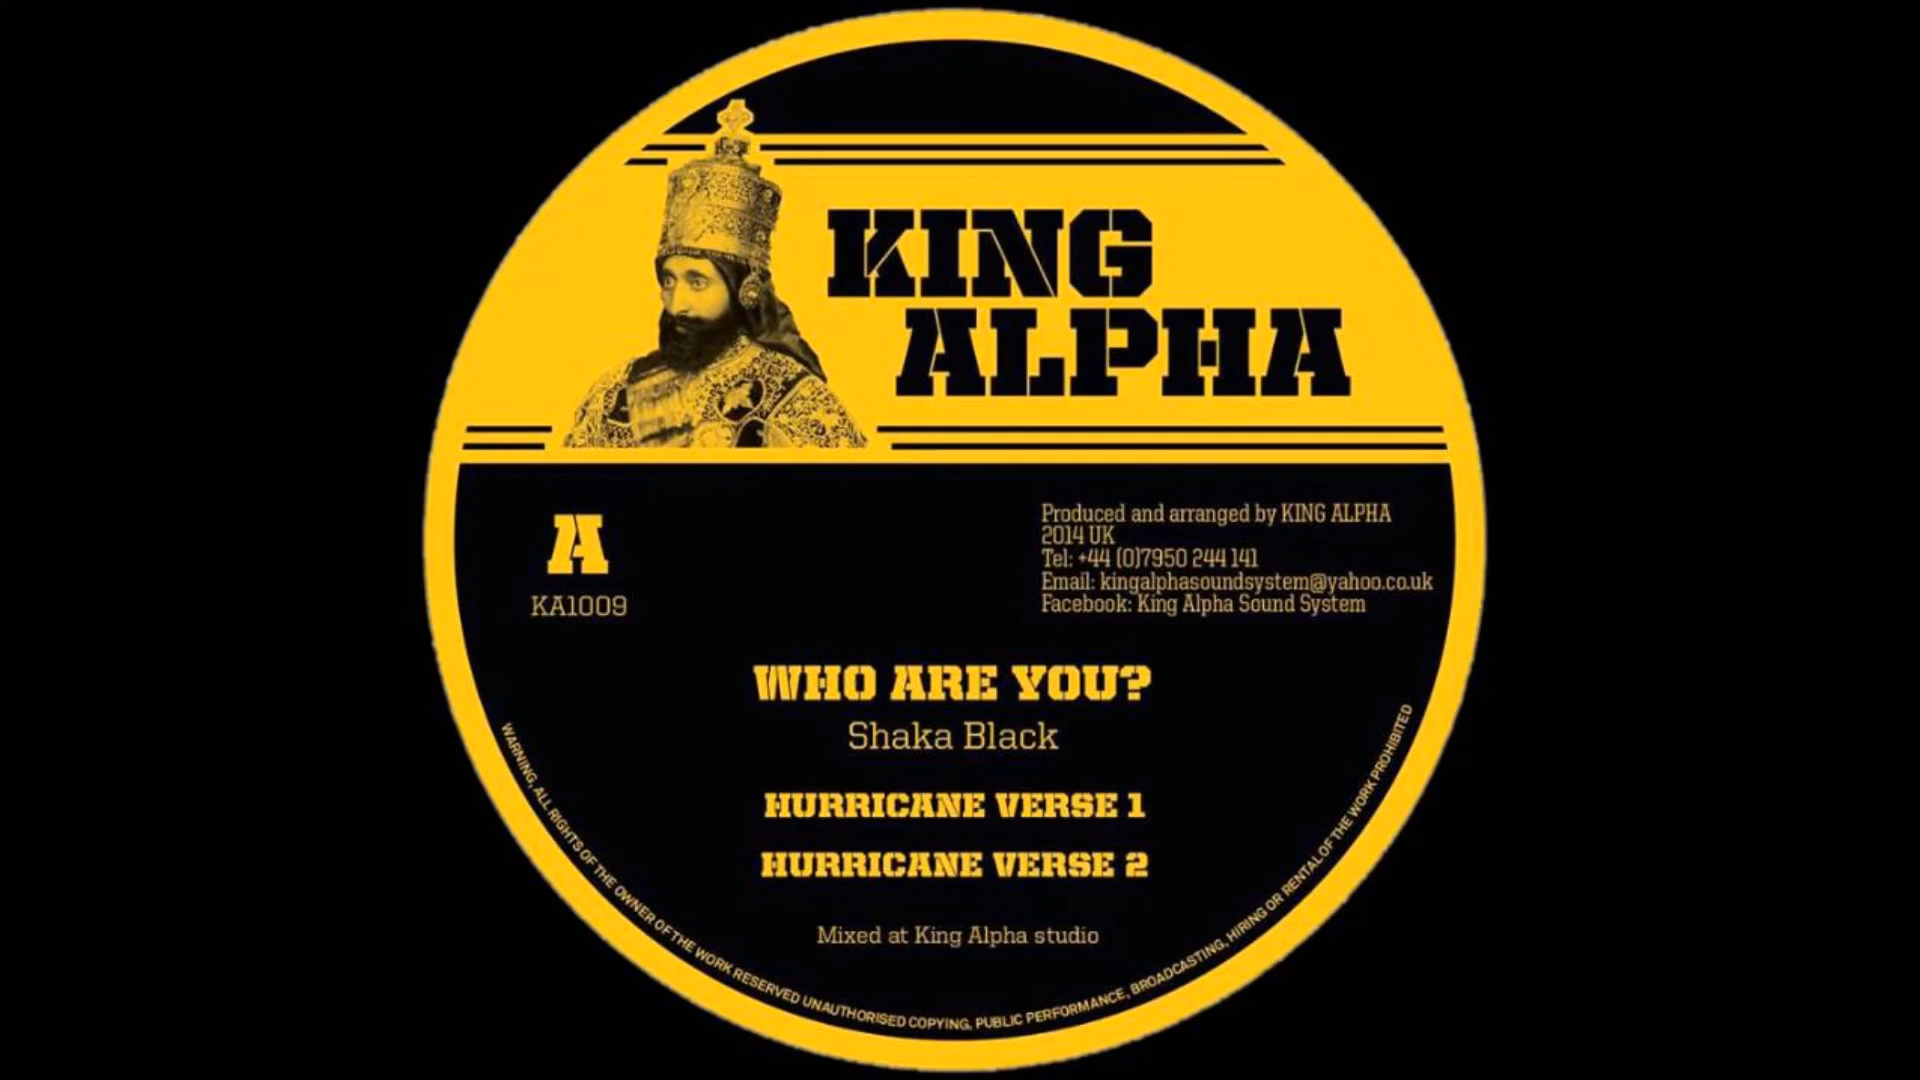 KING
ALPHA
A
KA1009
Produced and arranged by KING ALPHA
2014 UK
Tel: +44 (0)7950 244 141
Email: kingalphasoundsystem@yahoo.co.uk
Facebook: King Alpha Sound System
WHO ARE YOU?
Shaka Black
HURRICANE VERSE 1
HURRICANE VERSE 2
Mixed at King Alpha studio
WARNING, ALL RIGHTS OF THE OWNER OF THE WORK RESERVED UNAUTHORISED COPYING, PUBLIC PERFORMANCE, BROADCASTING, HIRING OR RENTAL OF THE WORK PROHIBITED